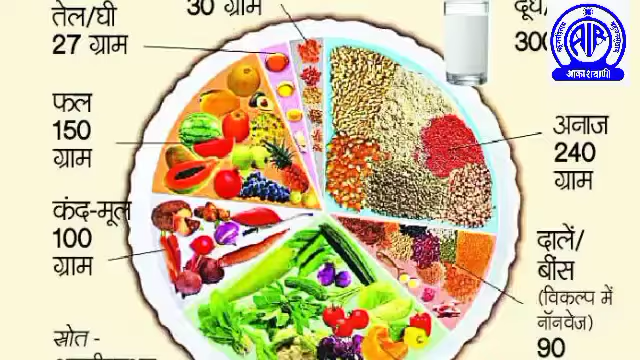 30 ग्राम
तेल/घी
27 ग्राम
फल
150
ग्राम
कंद-मूल
100
ग्राम
स्रोत -
दूध/
300
आकाशवाणी
अनाज
240
ग्राम
दालें/
बींस
(विकल्प में
नॉनवेज)
90